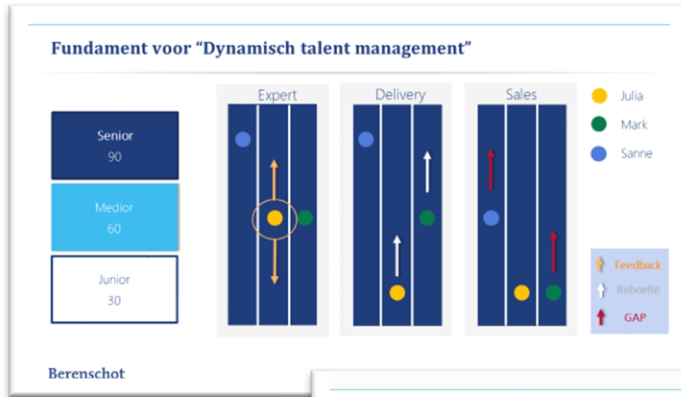 Fundament voor “Dynamisch talent management”
Expert
Delivery
Sales
Julia
Mark
Sanne
Senior
90
Medior
60
Junior
30
Feedback
Behoefte
GAP
Berenschot